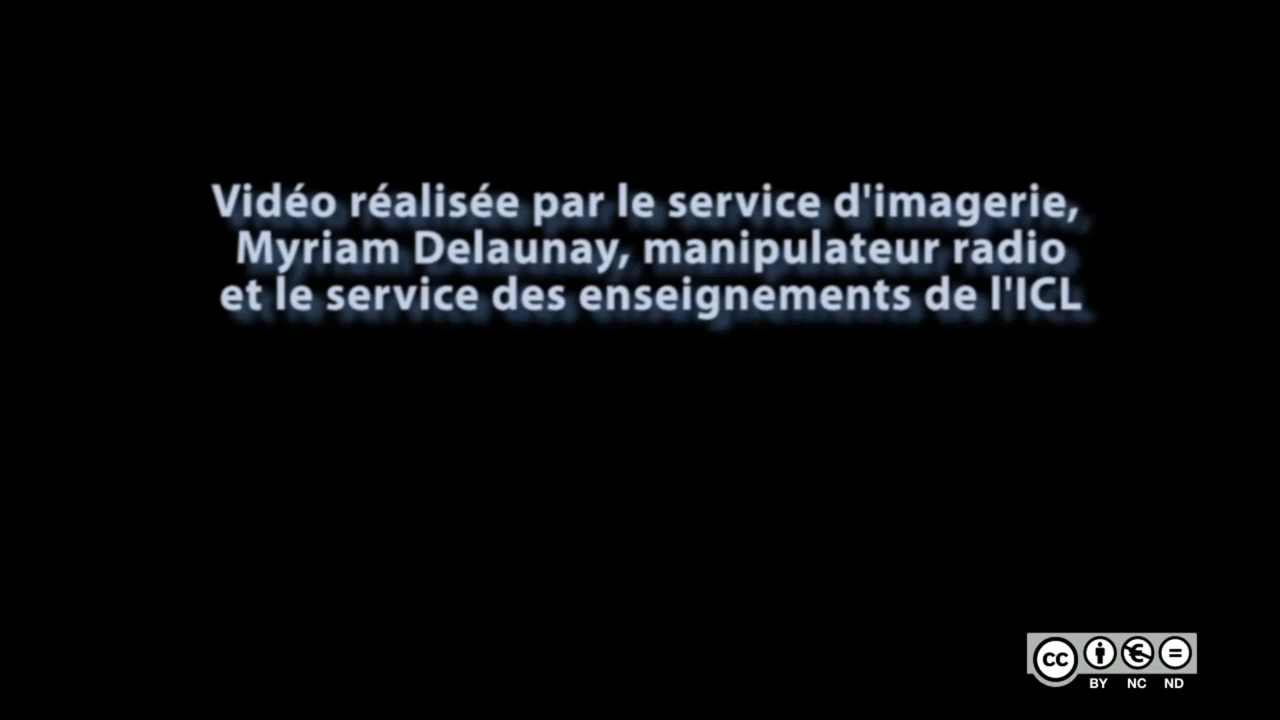 Vidéo réalisée par le service d'imagerie,
Myriam Delaunay, manipulateur radio
et le service des enseignements de l'ICL
cc
BY NC ND